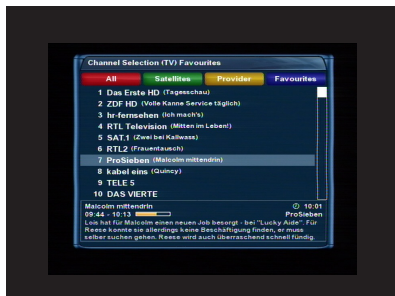 Channel Selection (TV) Favourites
All Satellites Provider Favourites
1 Das Erste HD (Tagesschau)
2 ZDF HD (Volle Kanne Service täglich)
3 hr-fernsehen (Ich mach's)
4 RTL Television (Mitten im Leben!)
5 SAT.1 (Zwei bei Kallwass)
6 RTL2 (Frauentausch)
7 ProSieben (Malcolm mittendrin)
8 kabel eins (Quincy)
9 TELE 5
10 DAS VIERTE
Malcolm mittendrin 10:01
09:44 - 10:13 ProSieben
Lois hat für Malcolm einen neuen Job besorgt - bei "Lucky Aide". Für
Reese konnte sie allerdings keine Beschäftigung finden, er muss
selber suchen gehen. Reese wird auch überraschend schnell fündig.